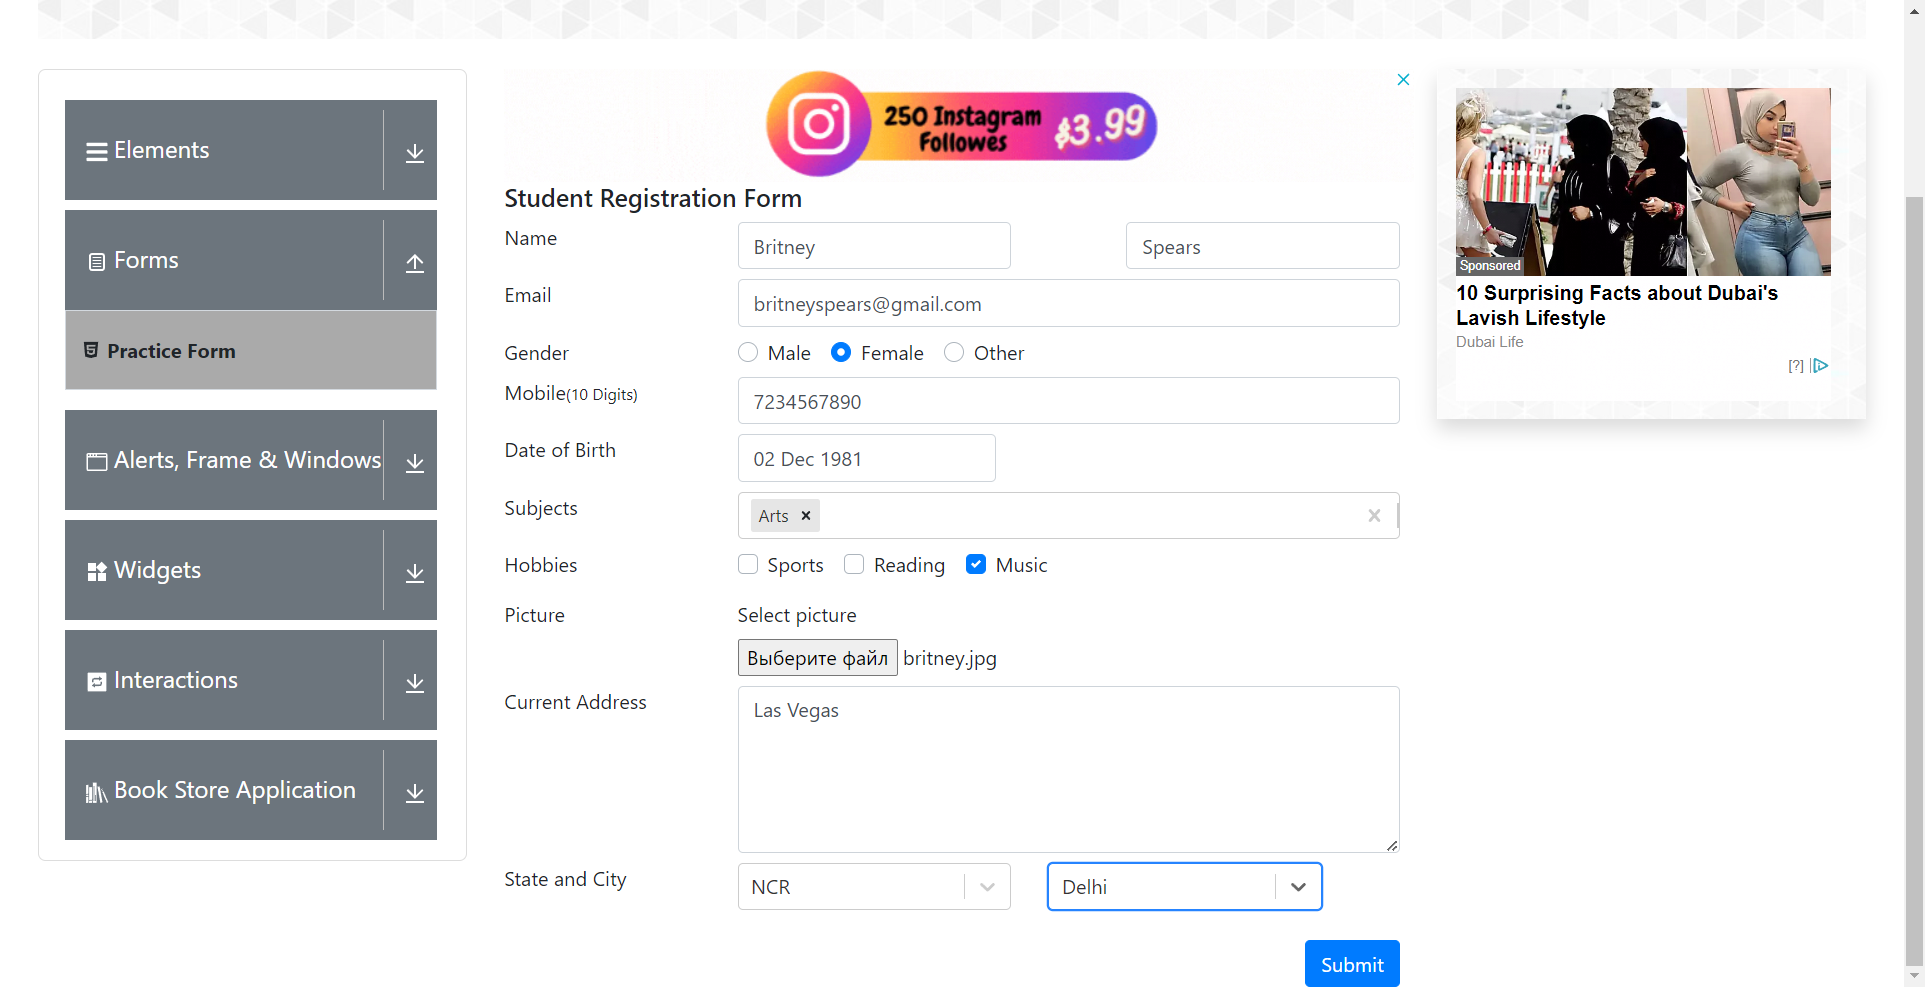 Elements
Forms
Practice Form
Alerts, Frame & Windows
Widgets
Interactions
Book Store Application
250 Instagram
Followes
$3.99
Student Registration Form
Name
Britney
Spears
Email
britneyspears@gmail.com
Gender
Male
Female
Other
Mobile(10 Digits)
7234567890
Date of Birth
02 Dec 1981
Subjects
Arts
Hobbies
Sports
Reading
Music
Picture
Select picture
Выберите файл britney.jpg
Current Address
Las Vegas
State and City
NCR
Delhi
Submit
Sponsored
10 Surprising Facts about Dubai's
Lavish Lifestyle
Dubai Life
[?]